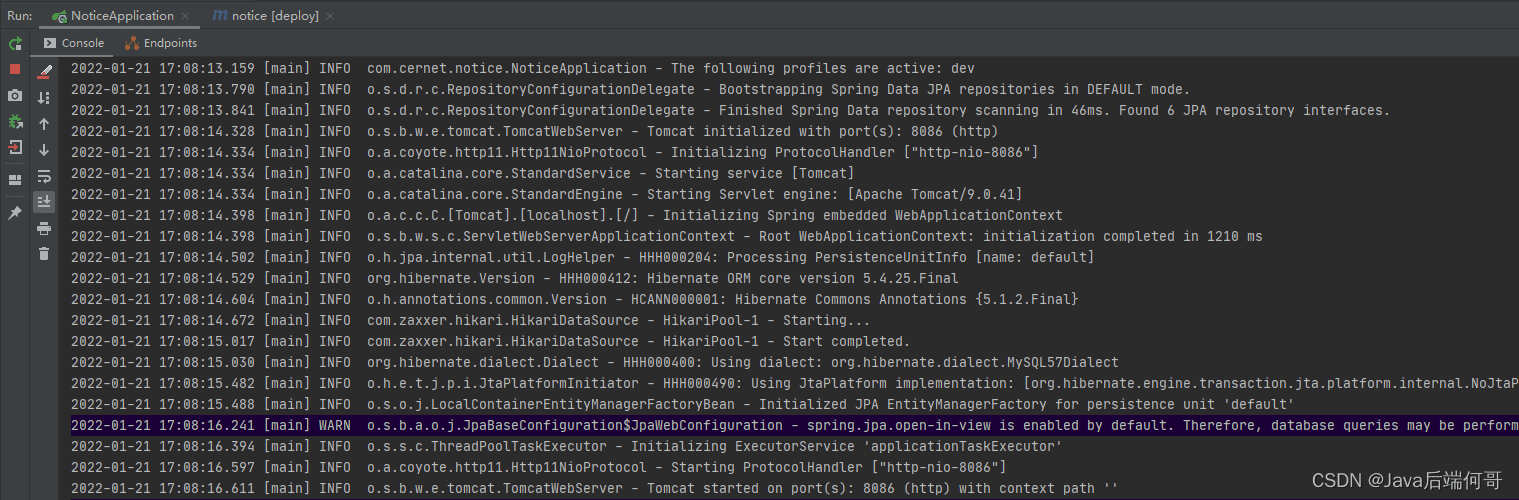 Run: NoticeApplication notice [deploy]
Console Endpoints
2022-01-21 17:08:13.159 [main] INFO com.cernet.notice.NoticeApplication - The following profiles are active: dev
2022-01-21 17:08:13.790 [main] INFO o.s.d.r.c.RepositoryConfigurationDelegate - Bootstrapping Spring Data JPA repositories in DEFAULT mode.
2022-01-21 17:08:13.841 [main] INFO o.s.d.r.c.RepositoryConfigurationDelegate - Finished Spring Data repository scanning in 46ms. Found 6 JPA repository interfaces.
2022-01-21 17:08:14.328 [main] INFO o.s.b.w.e.tomcat.TomcatWebServer - Tomcat initialized with port(s): 8086 (http)
2022-01-21 17:08:14.334 [main] INFO o.a.coyote.http11.Http11NioProtocol - Initializing ProtocolHandler ["http-nio-8086"]
2022-01-21 17:08:14.334 [main] INFO o.a.catalina.core.StandardService - Starting service [Tomcat]
2022-01-21 17:08:14.334 [main] INFO o.a.catalina.core.StandardEngine - Starting Servlet engine: [Apache Tomcat/9.0.41]
2022-01-21 17:08:14.398 [main] INFO o.a.c.c.C.[Tomcat].[localhost].[/] - Initializing Spring embedded WebApplicationContext
2022-01-21 17:08:14.398 [main] INFO o.s.b.w.s.c.ServletWebServerApplicationContext - Root WebApplicationContext: initialization completed in 1210 ms
2022-01-21 17:08:14.502 [main] INFO o.h.jpa.internal.util.LogHelper - HHH000204: Processing PersistenceUnitInfo [name: default]
2022-01-21 17:08:14.529 [main] INFO org.hibernate.Version - HHH000412: Hibernate ORM core version 5.4.25.Final
2022-01-21 17:08:14.604 [main] INFO o.h.annotations.common.Version - HCANN000001: Hibernate Commons Annotations {5.1.2.Final}
2022-01-21 17:08:14.672 [main] INFO com.zaxxer.hikari.HikariDataSource - HikariPool-1 - Starting...
2022-01-21 17:08:15.017 [main] INFO com.zaxxer.hikari.HikariDataSource - HikariPool-1 - Start completed.
2022-01-21 17:08:15.030 [main] INFO org.hibernate.dialect.Dialect - HHH000400: Using dialect: org.hibernate.dialect.MySQL57Dialect
2022-01-21 17:08:15.482 [main] INFO o.h.e.t.j.p.i.JtaPlatformInitiator - HHH000490: Using JtaPlatform implementation: [org.hibernate.engine.transaction.jta.platform.internal.NoJtaP
2022-01-21 17:08:15.488 [main] INFO o.s.o.j.LocalContainerEntityManagerFactoryBean - Initialized JPA EntityManagerFactory for persistence unit 'default'
2022-01-21 17:08:16.241 [main] WARN o.s.b.a.o.j.JpaBaseConfiguration$JpaWebConfiguration - spring.jpa.open-in-view is enabled by default. Therefore, database queries may be perform
2022-01-21 17:08:16.394 [main] INFO o.s.s.c.ThreadPoolTaskExecutor - Initializing ExecutorService 'applicationTaskExecutor'
2022-01-21 17:08:16.597 [main] INFO o.a.coyote.http11.Http11NioProtocol - Starting ProtocolHandler ["http-nio-8086"]
2022-01-21 17:08:16.611 [main] INFO o.s.b.w.e.tomcat.TomcatWebServer - Tomcat started on port(s): 8086 (http) with context path ''
CSDN @Java后端何哥